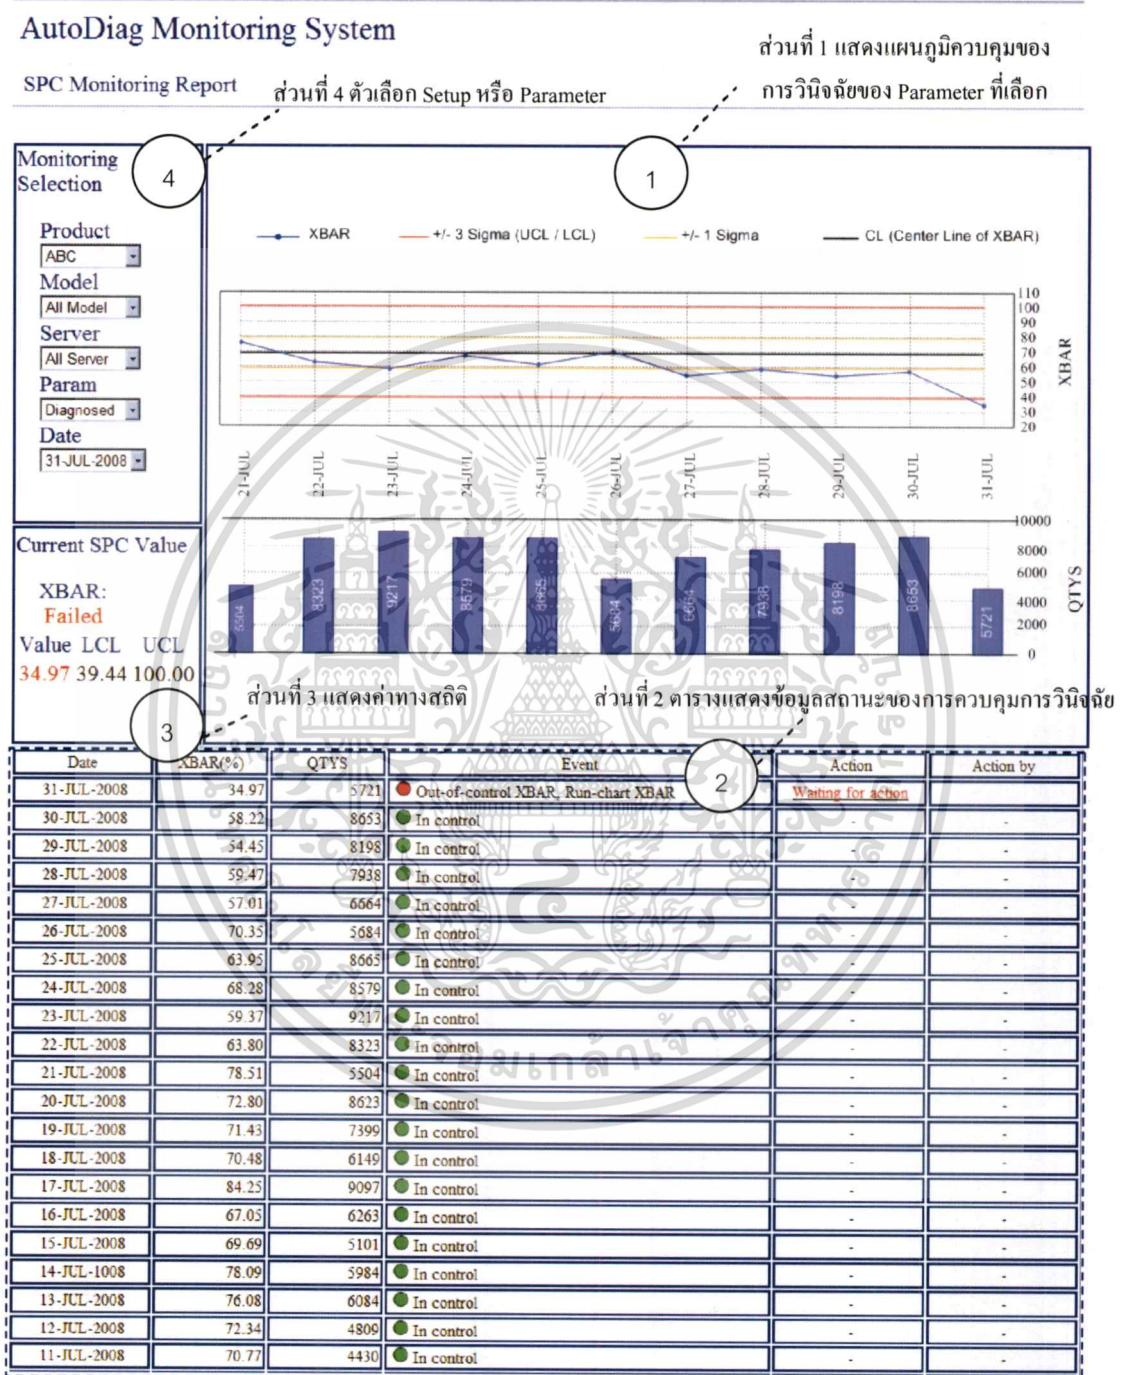 AutoDiag Monitoring System
ส่วนที่ 1 แสดงแผนภูมิควบคุมของ
การวินิจฉัยของ Parameter ที่เลือก
SPC Monitoring Report
ส่วนที่ 4 ตัวเลือก Setup หรือ Parameter
Monitoring
Selection
4
1
Product
ABC
Model
All Model
Server
All Server
Param
Diagnosed
Date
31-JUL-2008
XBAR +/- 3 Sigma (UCL / LCL) +/- 1 Sigma CL (Center Line of XBAR)
110
100
90
80
70
60
50
40
30
20
XBAR
21-JUL 22-JUL 23-JUL 24-JUL 25-JUL 26-JUL 27-JUL 28-JUL 29-JUL 30-JUL 31-JUL
10000
8000
6000
4000
2000
0
QTYS
5504 8323 9217 8579 8665 5684 6664 7938 8198 8653 5721
Current SPC Value
XBAR:
Failed
Value LCL UCL
34.97 39.44 100.00
3
ส่วนที่ 3 แสดงค่าทางสถิติ
ส่วนที่ 2 ตารางแสดงข้อมูลสถานะของการควบคุมการวินิจฉัย
2
Date XBAR(%) QTYS Event Action Action by
31-JUL-2008 34.97 5721 Out-of-control XBAR, Run-chart XBAR Waiting for action
30-JUL-2008 58.22 8653 In control - -
29-JUL-2008 54.45 8198 In control - -
28-JUL-2008 59.47 7938 In control - -
27-JUL-2008 57.01 6664 In control - -
26-JUL-2008 70.35 5684 In control - -
25-JUL-2008 63.95 8665 In control - -
24-JUL-2008 68.28 8579 In control - -
23-JUL-2008 59.37 9217 In control - -
22-JUL-2008 63.80 8323 In control - -
21-JUL-2008 78.51 5504 In control - -
20-JUL-2008 72.80 8623 In control - -
19-JUL-2008 71.43 7399 In control - -
18-JUL-2008 70.48 6149 In control - -
17-JUL-2008 84.25 9097 In control - -
16-JUL-2008 67.05 6263 In control - -
15-JUL-2008 69.69 5101 In control - -
14-JUL-1008 78.09 5984 In control - -
13-JUL-2008 76.08 6084 In control - -
12-JUL-2008 72.34 4809 In control - -
11-JUL-2008 70.77 4430 In control - -